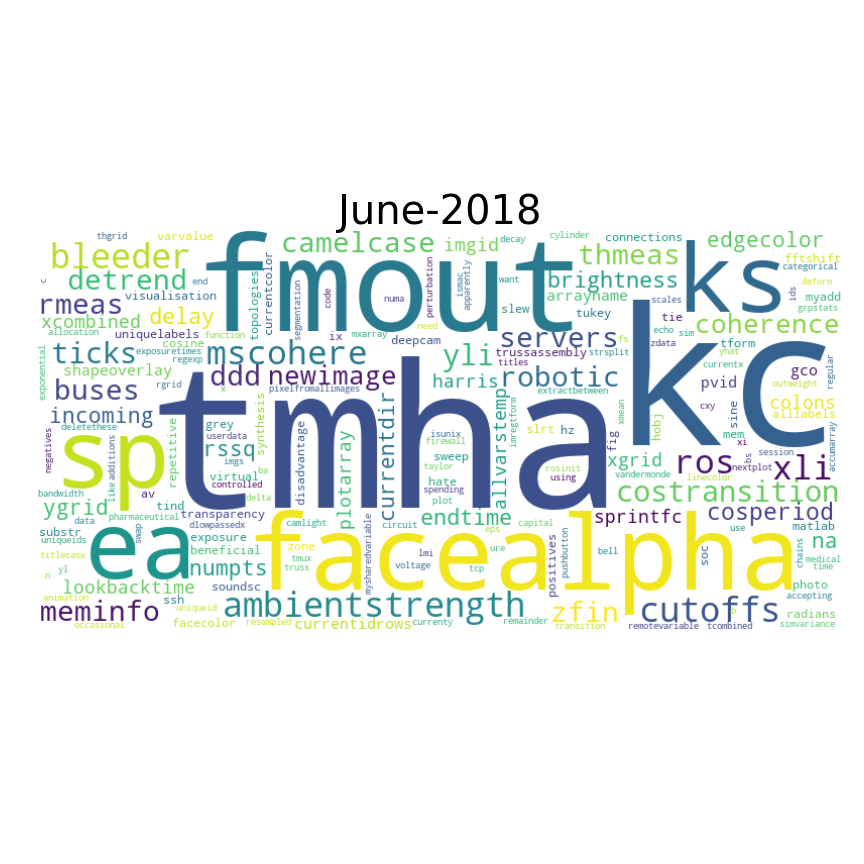 June-2018
thgrid
varvalue
bleeder
detrend
fmout
camelcase
imgid
decay
cylinder
connections
thmeas
edgecolor
ks
fftshift
categorical
deform
grpstats
c
end
rmeas
visualisation
xcombined
delay
allocation
uniquelabels
function
topologies
currentcolor
segmentation
code
numa
perturbation
ismac
apparently
want
slew
brightness
arrayname
tukey
scales
ids
myadd
tie
coherence
echo
sim
kc
ticks
exposuretimes
cosine
mscohere
ix
mxarray
deepcam
need
yli
servers
trussassembly
titles
strsplit
fs
zdata
tform
yhat
regular
exponential
shapeoverlay
regexp
buses
rgrid
ddd
newimage
x
pixelfromallimages
harris
robotic
extractbetween
currentx
pvid
gco
outweight
vandermonde
colons
alllabels
incoming
deletethese
grey
userdata
rssq
imgs
tmha
currentdir
allvarstemp
imregtform
slrt
hz
fig
xmean
hobj
mem
cxy
sine
xi
session
accumarray
negatives
sp
additions
like
repetitive
virtual
controlled
synthesis
ba
delta
disadvantage
plotarray
isunix
firewall
sweep
taylor
hate
spending
plot
rosinit
using
xgrid
ros
nextplot
bs
linecolor
xli
bandwidth
ygrid
data
av
tind
transparency
dlowpassedx
camlight
circuit
endtime
capital
eps
sprintfc
costransition
cosperiod
use
matlab
na
substr
uniqueids
titlecase
pharmaceutical
swap
ea
exposure
beneficial
zone
tmux
truss
facealpha
mysharedvariable
voltage
lmi
tcp
ure
positives
pushbutton
bell
soc
chains
medical
time
yl
n
animation
lookbacktime
numpts
soundsc
ssh
photo
accepting
meminfo
occasional
uniqueid
facecolor
ambientstrength
resampled
currentidrows
currenty
remainder
zfin
transition
cutoffs
b
remotevariable
tcombined
radians
simvariance